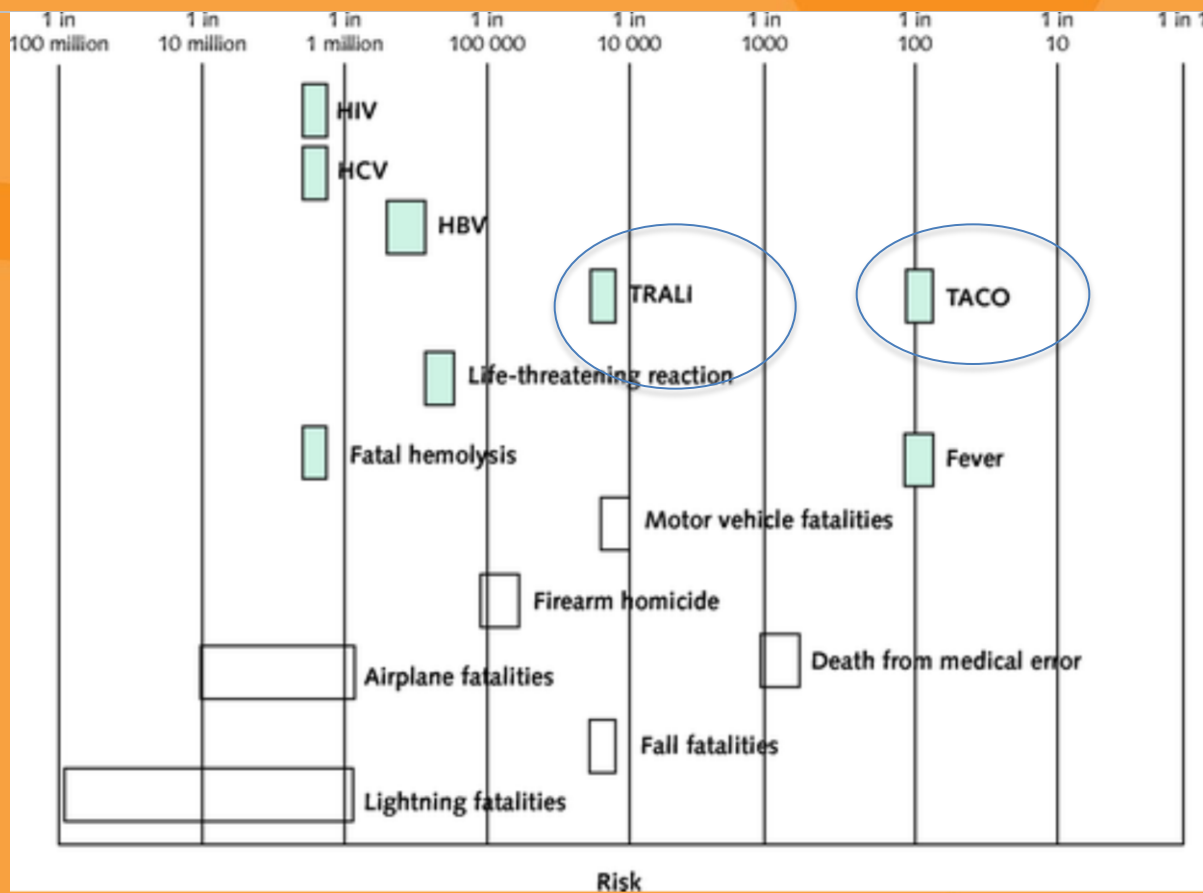 1 in 1 in 1 in 1 in 1 in 1 in 1 in 1 in 1 in
100 million 10 million 1 million 100 000 10 000 1000 100 10
HIV
HCV
HBV
TRALI TACO
Life-threatening reaction
Fatal hemolysis Fever
Motor vehicle fatalities
Firearm homicide
Death from medical error
Airplane fatalities
Fall fatalities
Lightning fatalities
Risk